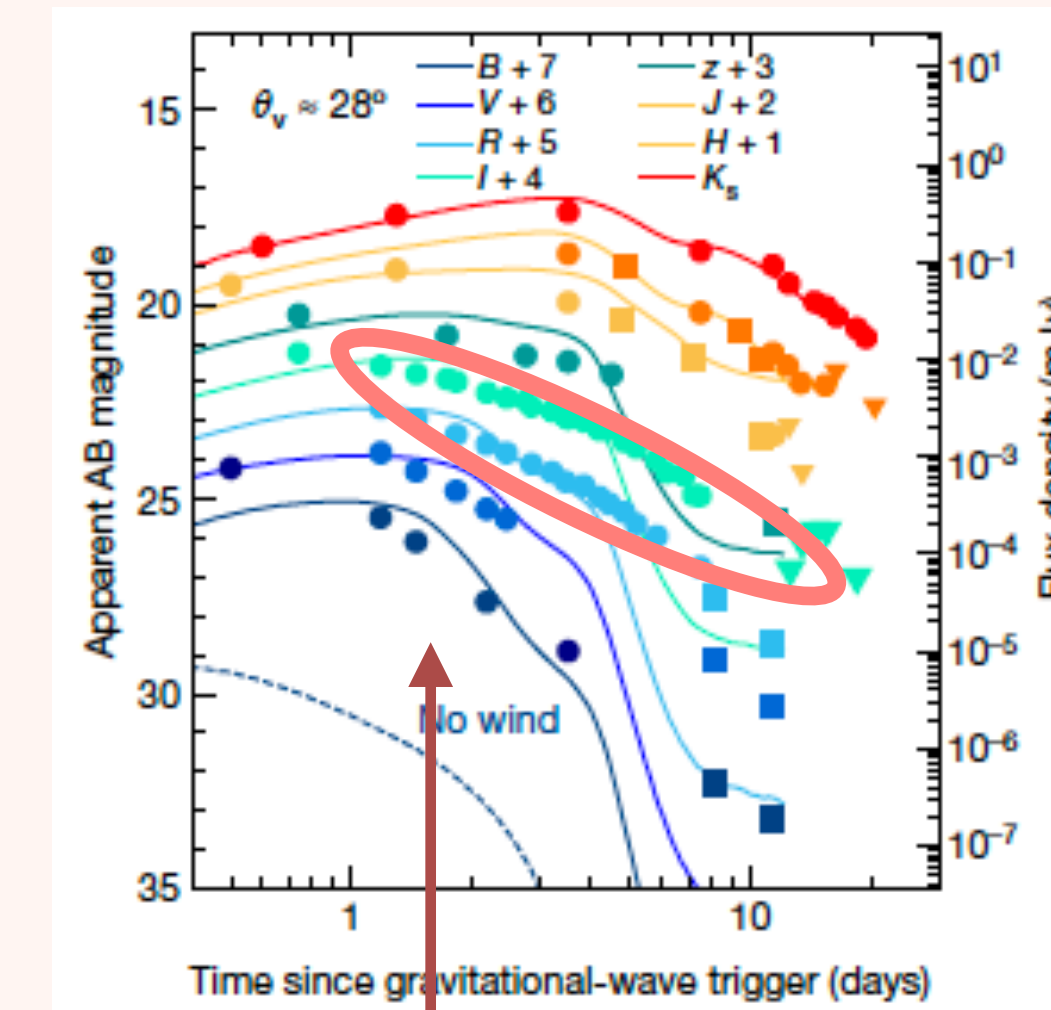 θv ≈ 28º
B + 7
V + 6
R + 5
I + 4
z + 3
J + 2
H + 1
Ks
15
20
25
30
35
Apparent AB magnitude
10¹
10⁰
10⁻¹
10⁻²
10⁻³
10⁻⁴
10⁻⁵
10⁻⁶
10⁻⁷
No wind
1
10
Time since gravitational-wave trigger (days)